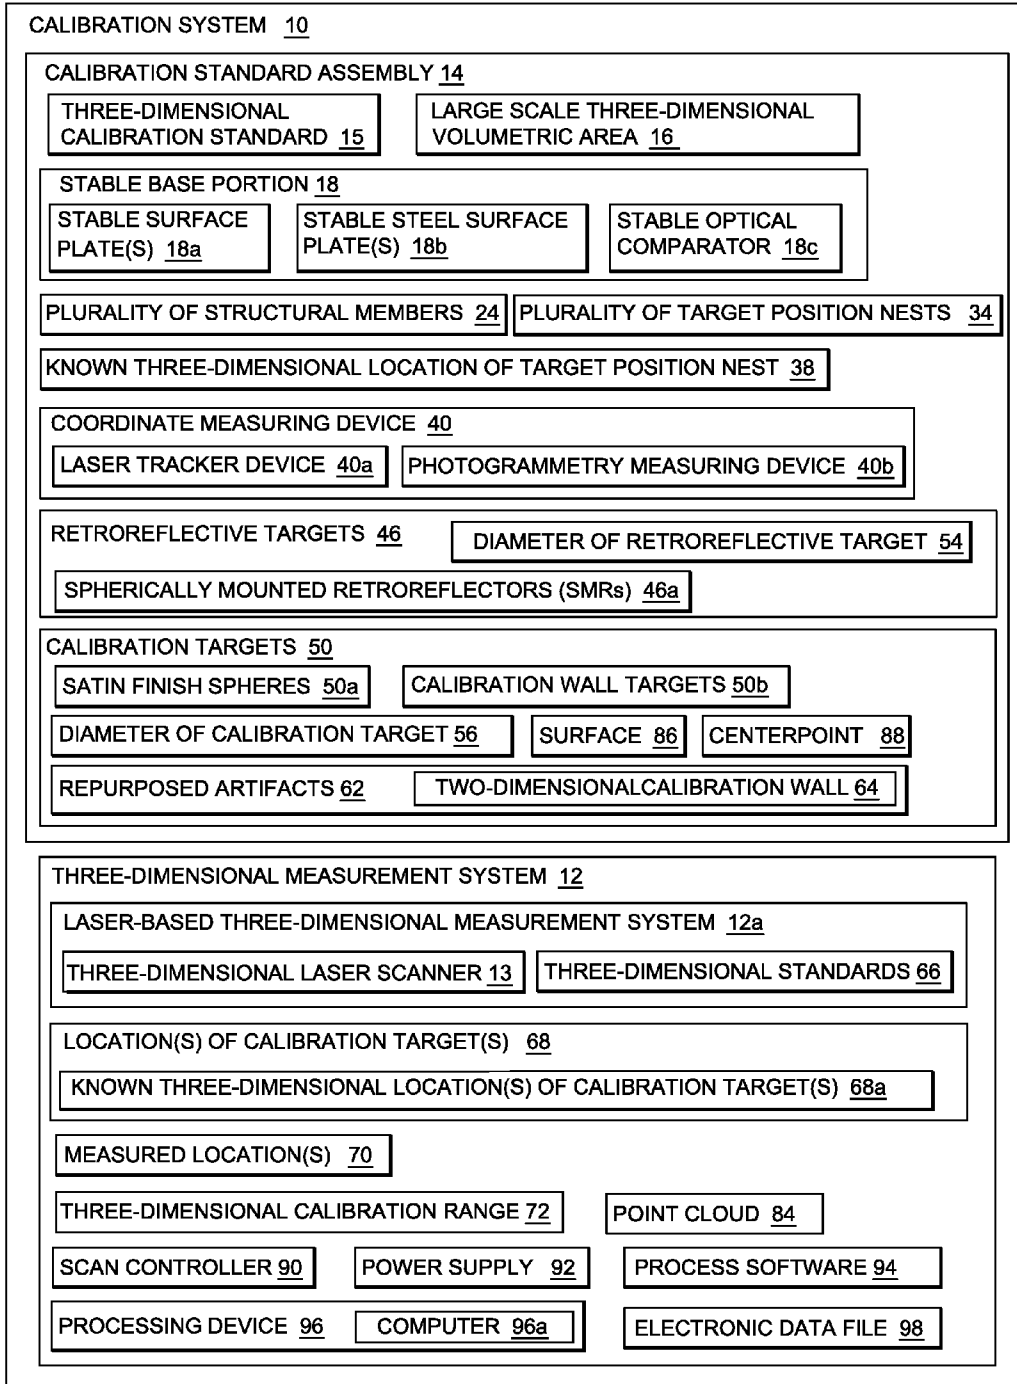 CALIBRATION SYSTEM 10
CALIBRATION STANDARD ASSEMBLY 14
THREE-DIMENSIONAL
CALIBRATION STANDARD 15
LARGE SCALE THREE-DIMENSIONAL
VOLUMETRIC AREA 16
STABLE BASE PORTION 18
STABLE SURFACE
PLATE(S) 18a
STABLE STEEL SURFACE
PLATE(S) 18b
STABLE OPTICAL
COMPARATOR 18c
PLURALITY OF STRUCTURAL MEMBERS 24
PLURALITY OF TARGET POSITION NESTS 34
KNOWN THREE-DIMENSIONAL LOCATION OF TARGET POSITION NEST 38
COORDINATE MEASURING DEVICE 40
LASER TRACKER DEVICE 40a
PHOTOGRAMMETRY MEASURING DEVICE 40b
RETROREFLECTIVE TARGETS 46
DIAMETER OF RETROREFLECTIVE TARGET 54
SPHERICALLY MOUNTED RETROREFLECTORS (SMRs) 46a
CALIBRATION TARGETS 50
SATIN FINISH SPHERES 50a
CALIBRATION WALL TARGETS 50b
DIAMETER OF CALIBRATION TARGET 56
SURFACE 86
CENTERPOINT 88
REPURPOSED ARTIFACTS 62
TWO-DIMENSIONALCALIBRATION WALL 64
THREE-DIMENSIONAL MEASUREMENT SYSTEM 12
LASER-BASED THREE-DIMENSIONAL MEASUREMENT SYSTEM 12a
THREE-DIMENSIONAL LASER SCANNER 13
THREE-DIMENSIONAL STANDARDS 66
LOCATION(S) OF CALIBRATION TARGET(S) 68
KNOWN THREE-DIMENSIONAL LOCATION(S) OF CALIBRATION TARGET(S) 68a
MEASURED LOCATION(S) 70
THREE-DIMENSIONAL CALIBRATION RANGE 72
POINT CLOUD 84
SCAN CONTROLLER 90
POWER SUPPLY 92
PROCESS SOFTWARE 94
PROCESSING DEVICE 96
COMPUTER 96a
ELECTRONIC DATA FILE 98